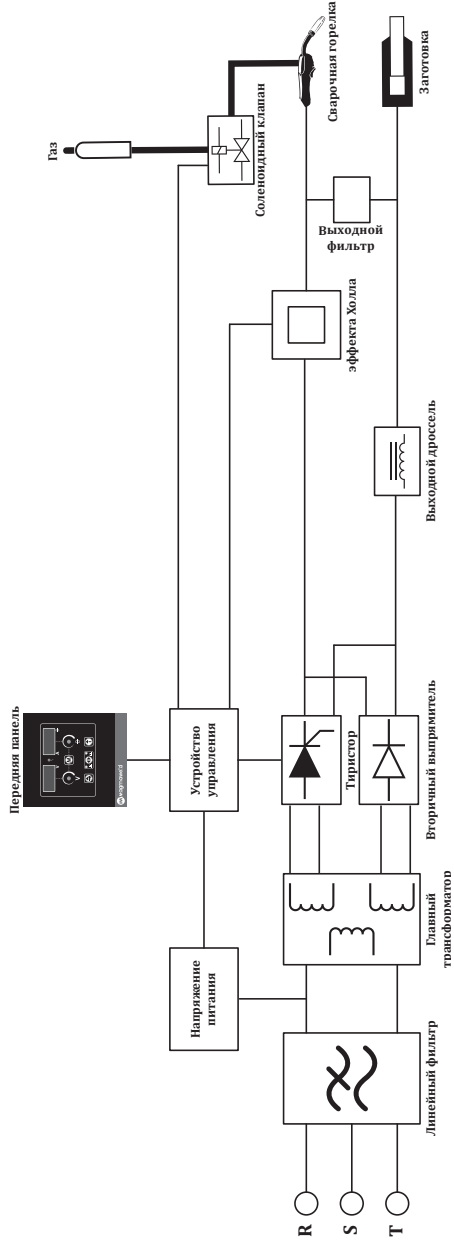 Газ
Соленоидный клапан
Сварочная горелка
Заготовка
Выходной
фильтр
эффекта Холла
Выходной дроссель
Передняя панель
Устройство
управления
Тиристор
Вторичный выпрямитель
Напряжение
питания
Главный
трансформатор
Линейный фильтр
R
S
T